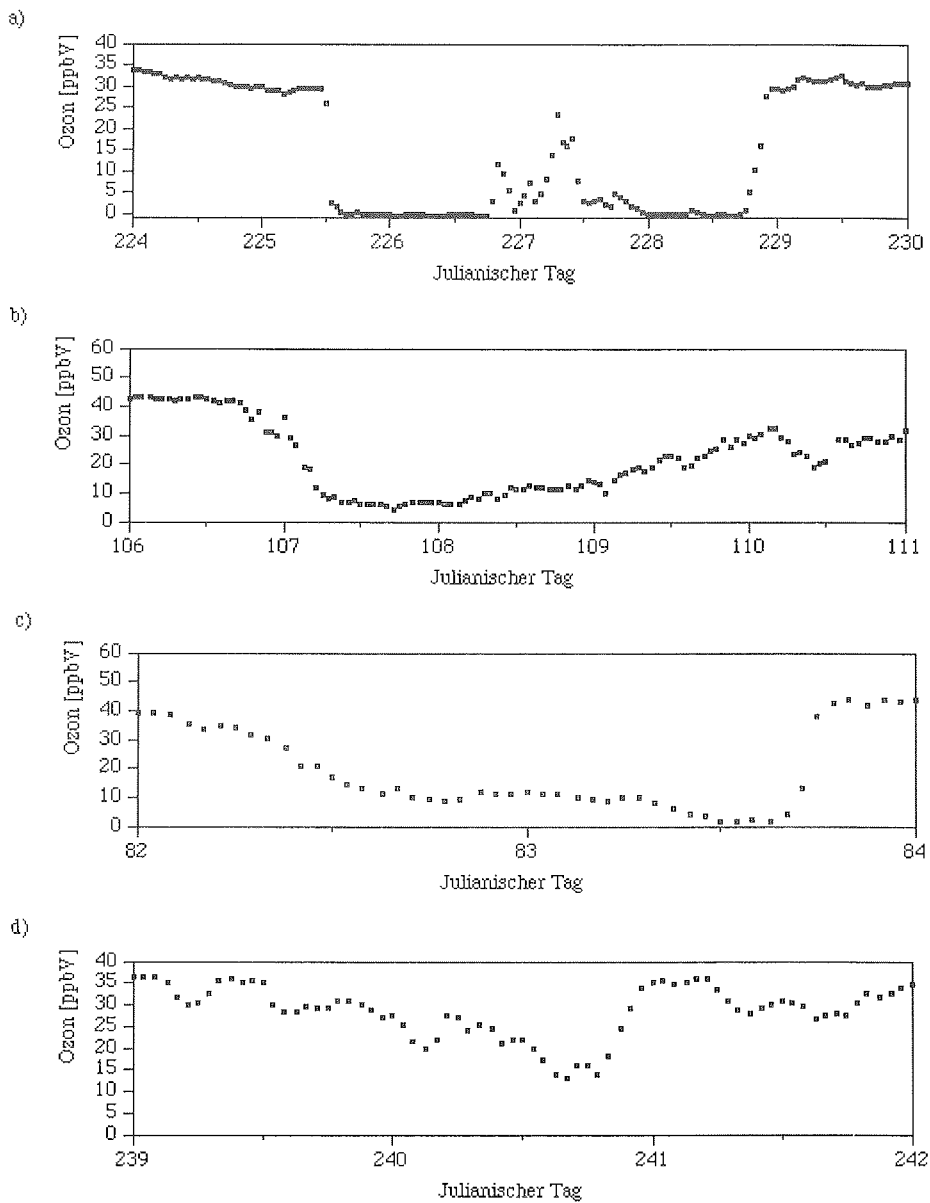 a)
Ozon [ppbV]
40
35
30
25
20
15
10
5
0
224 225 226 227 228 229 230
Julianischer Tag
b)
Ozon [ppbV]
60
50
40
30
20
10
0
106 107 108 109 110 111
Julianischer Tag
c)
Ozon [ppbV]
60
50
40
30
20
10
0
82 83 84
Julianischer Tag
d)
Ozon [ppbV]
40
35
30
25
20
15
10
5
0
239 240 241 242
Julianischer Tag